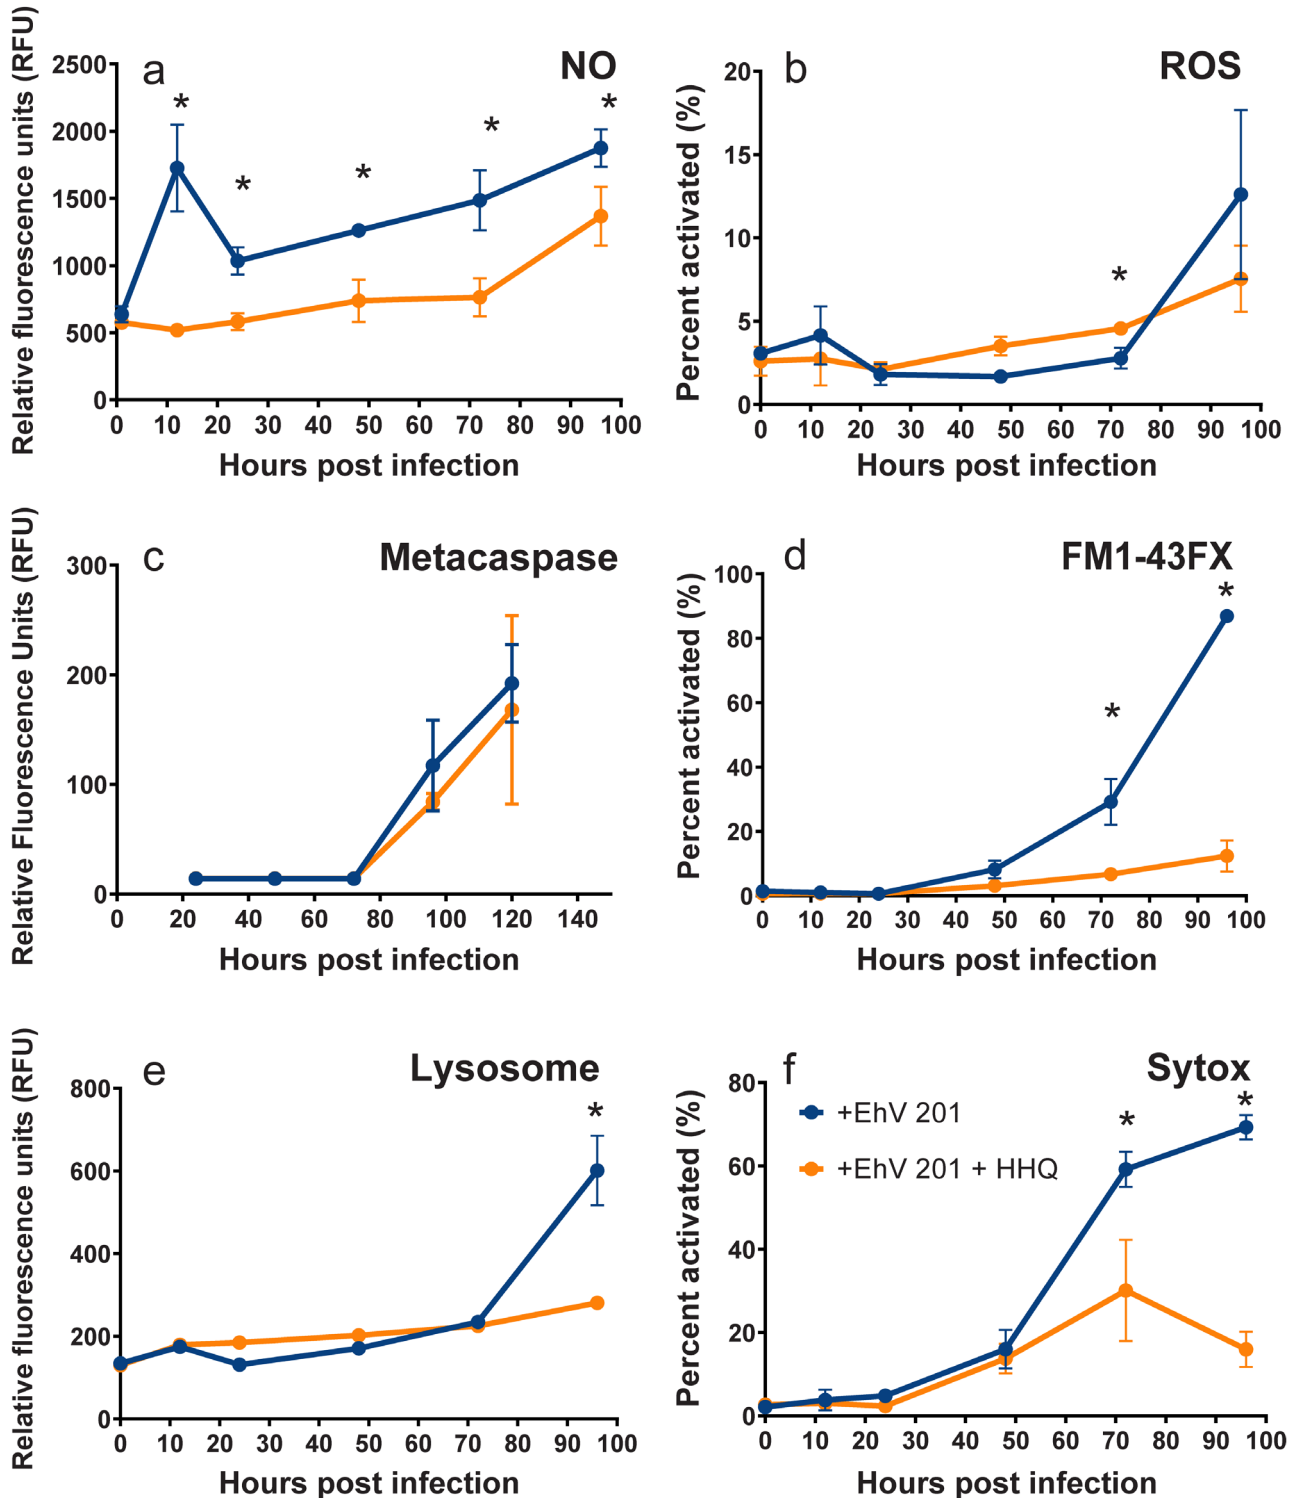 a
NO
Relative fluorescence units (RFU)
2500
2000
1500
1000
500
0
*
*
*
*
*
0 10 20 30 40 50 60 70 80 90 100
Hours post infection
b
ROS
Percent activated (%)
20
15
10
5
0
*
0 10 20 30 40 50 60 70 80 90 100
Hours post infection
c
Metacaspase
Relative Fluorescence Units (RFU)
300
200
100
0
0 20 40 60 80 100 120 140
Hours post infection
d
FM1-43FX
Percent activated (%)
100
80
60
40
20
0
*
*
0 10 20 30 40 50 60 70 80 90 100
Hours post infection
e
Lysosome
Relative fluorescence units (RFU)
800
600
400
200
0
*
0 10 20 30 40 50 60 70 80 90 100
Hours post infection
f
Sytox
Percent activated (%)
80
60
40
20
0
+EhV 201
+EhV 201 + HHQ
*
*
0 10 20 30 40 50 60 70 80 90 100
Hours post infection